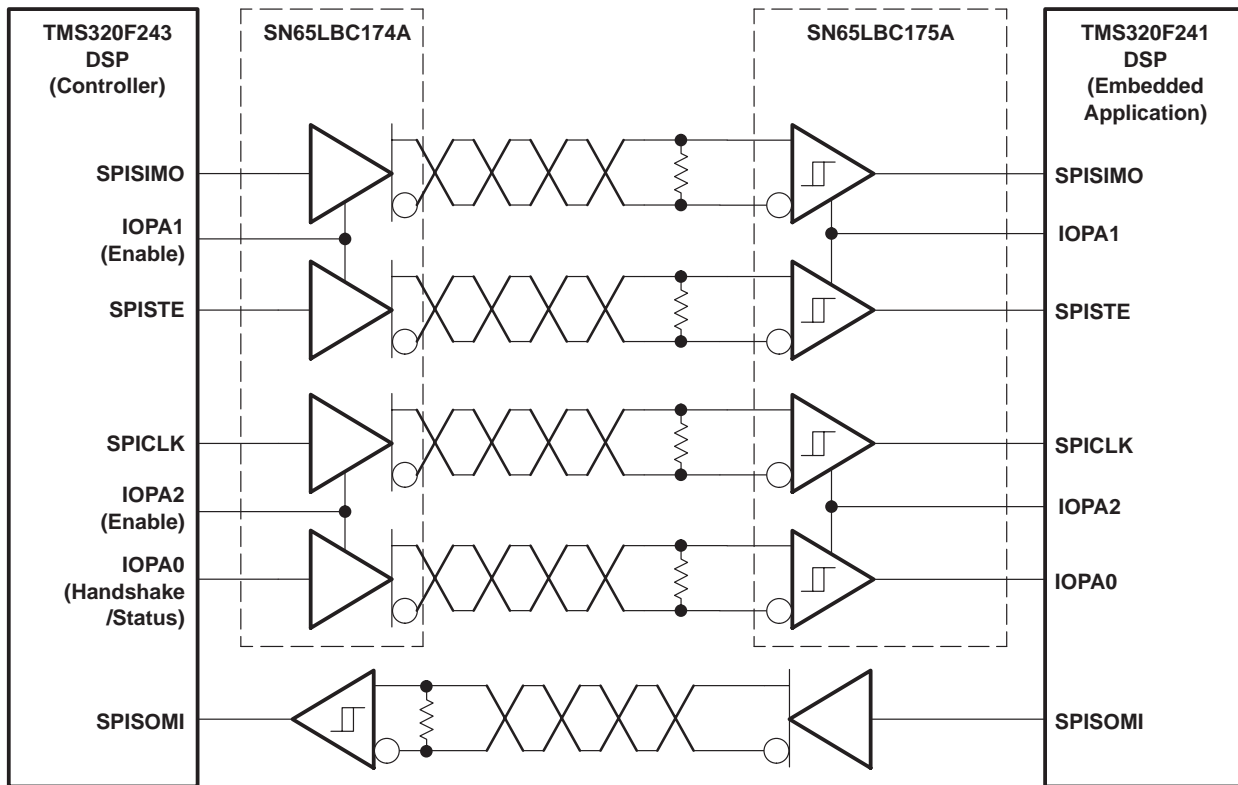 TMS320F243
DSP
(Controller)
SN65LBC174A
SN65LBC175A
TMS320F241
DSP
(Embedded
Application)
SPISIMO
SPISIMO
IOPA1
(Enable)
IOPA1
SPISTE
SPISTE
SPICLK
SPICLK
IOPA2
(Enable)
IOPA2
IOPA0
(Handshake
/Status)
IOPA0
SPISOMI
SPISOMI